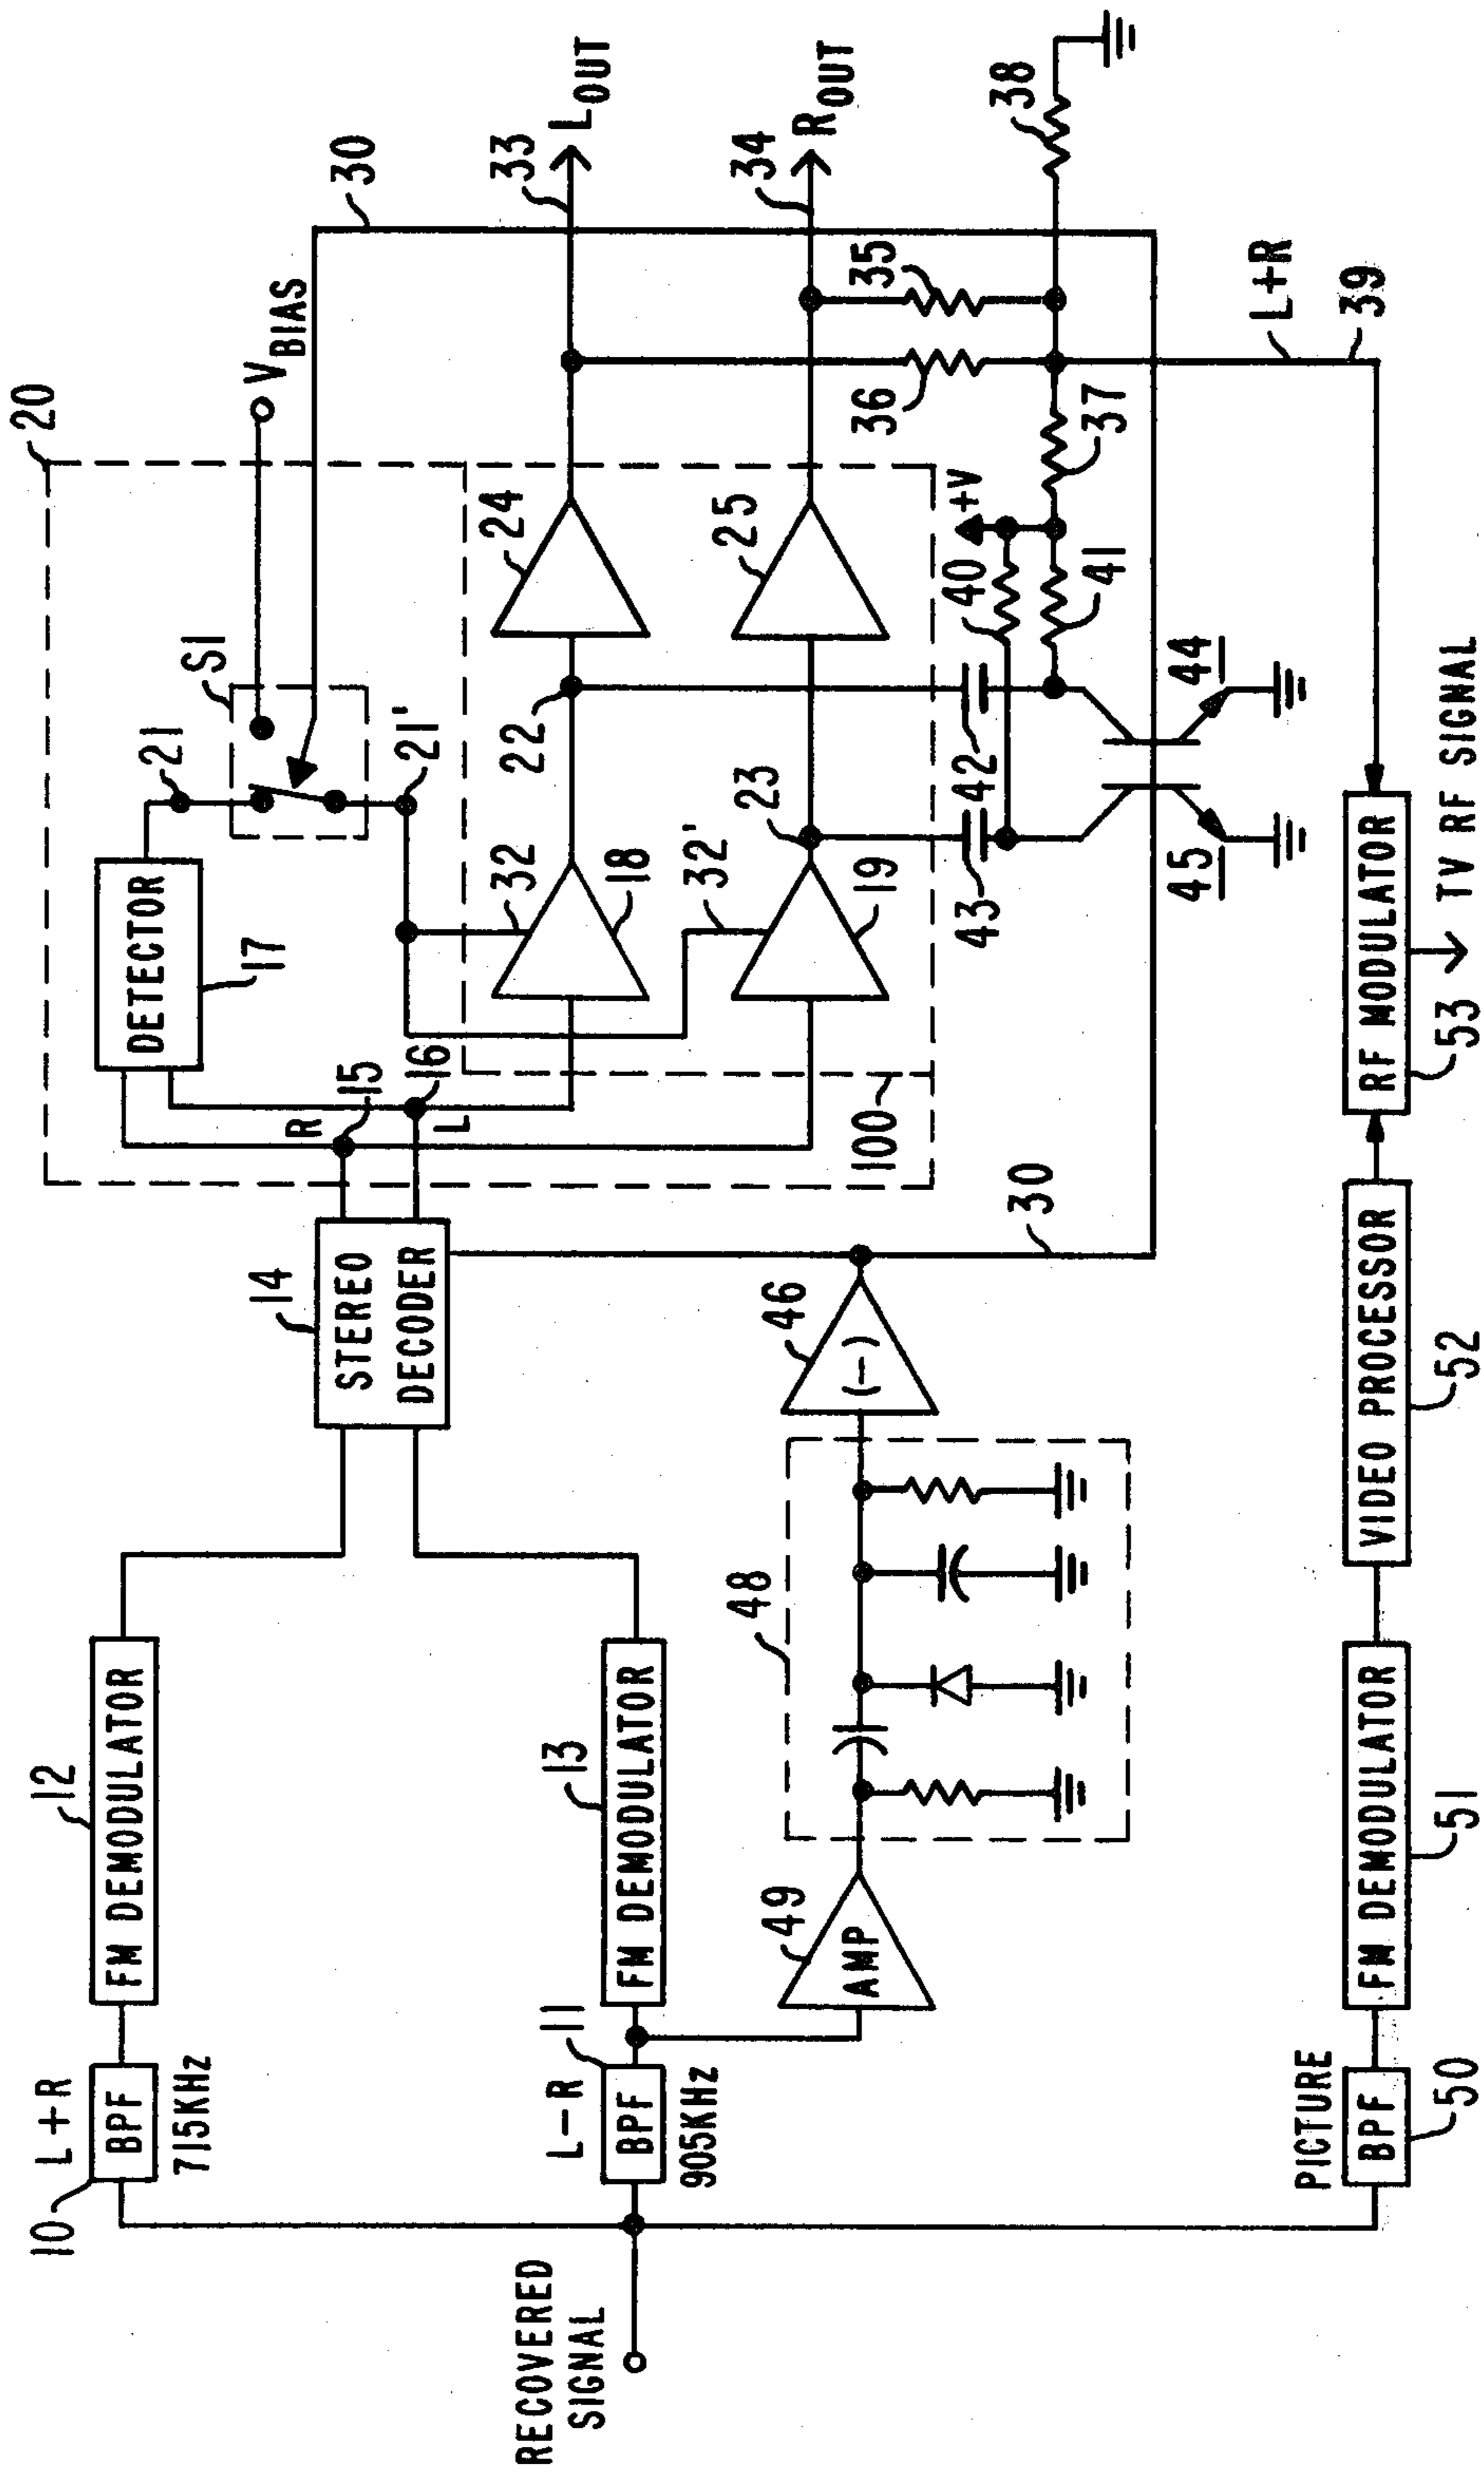 20
V BIAS
S1
30
21
DETECTOR
17
21'
R
15
16
L
32
18
22
24
33
L OUT
32'
19
23
25
34
R OUT
36
35
100
43
42
40
+V
41
37
38
45
44
L+R
39
10
L+R
BPF
715KHz
12
FM DEMODULATOR
14
STEREO
DECODER
RECOVERED
SIGNAL
L-R
11
BPF
905KHz
13
FM DEMODULATOR
49
AMP
48
46
(-)
30
PICTURE
BPF
50
FM DEMODULATOR
51
VIDEO PROCESSOR
52
RF MODULATOR
53
TV RF SIGNAL